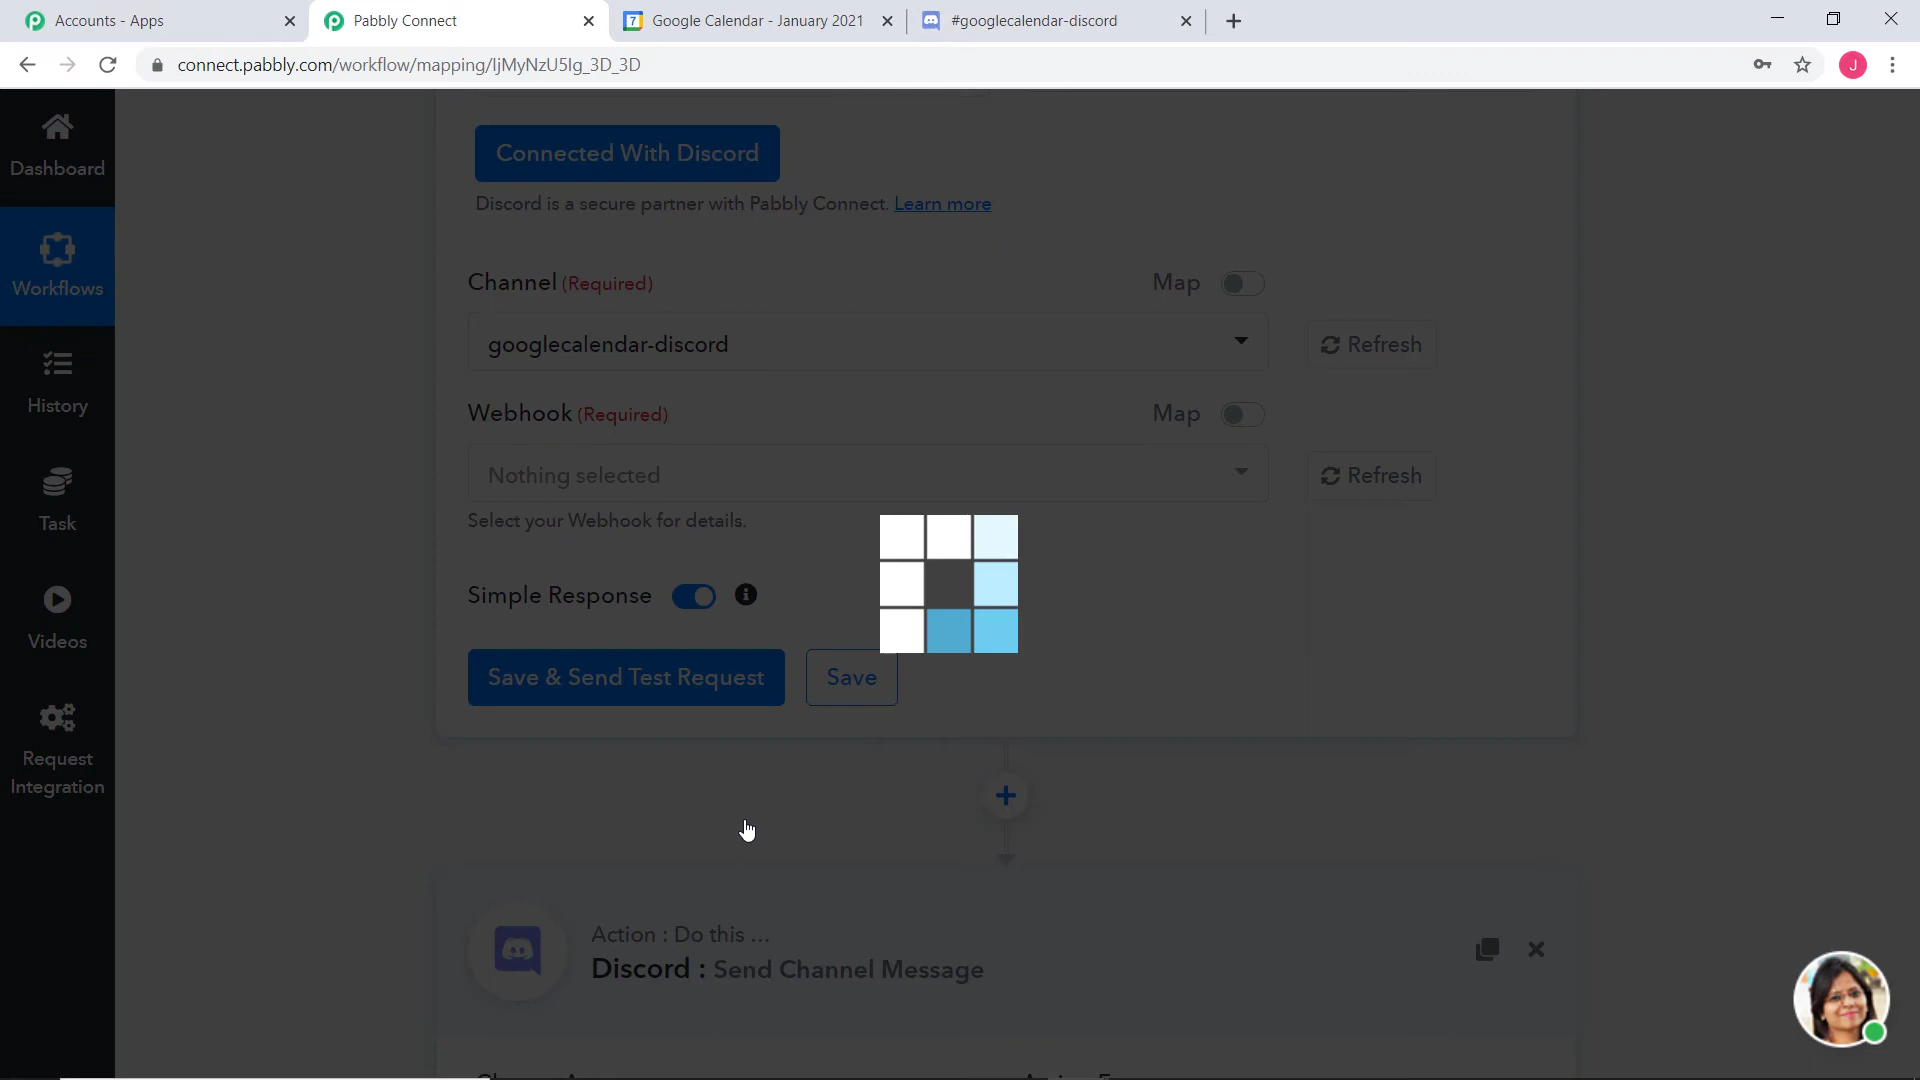 Accounts - Apps
Pabbly Connect
7
Google Calendar - January 2021
#googlecalendar-discord
connect.pabbly.com/workflow/mapping/IjMyNzU5Ig_3D_3D
J
Dashboard
Workflows
History
Task
Videos
Request
Integration
Connected With Discord
Discord is a secure partner with Pabbly Connect. Learn more
Channel (Required)
Map
googlecalendar-discord
Refresh
Webhook (Required)
Map
Nothing selected
Refresh
Select your Webhook for details.
Simple Response
Save & Send Test Request
Save
Action : Do this ...
Discord : Send Channel Message